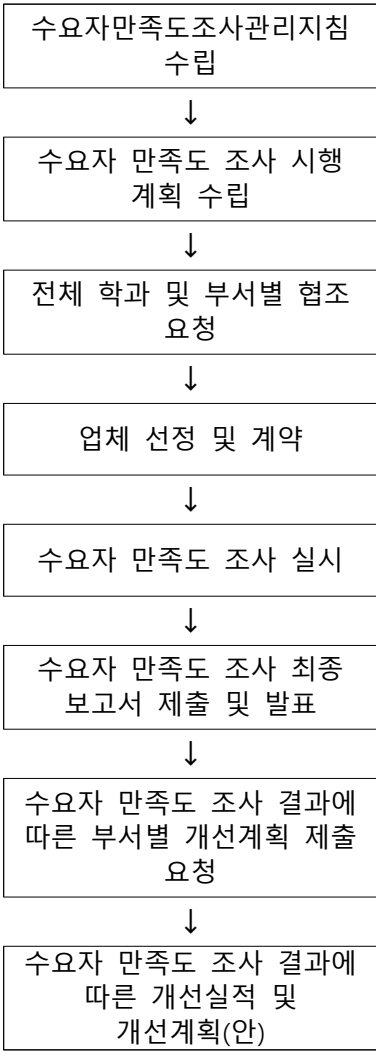 수요자만족도조사관리지침
수립
↓
수요자 만족도 조사 시행
계획 수립
↓
전체 학과 및 부서별 협조
요청
↓
업체 선정 및 계약
↓
수요자 만족도 조사 실시
↓
수요자 만족도 조사 최종
보고서 제출 및 발표
↓
수요자 만족도 조사 결과에
따른 부서별 개선계획 제출
요청
↓
수요자 만족도 조사 결과에
따른 개선실적 및
개선계획(안)